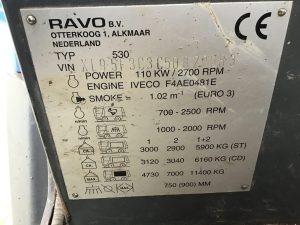 RAVO B.V.
OTTERKOOG 1, ALKMAAR
NEDERLAND
CE
TYP 530
VIN
POWER 110 KW / 2700 RPM
ENGINE IVECO F4AE0481E
SMOKE = 1.02 m⁻¹ (EURO 3)
700 - 2500 RPM
1000 - 2000 RPM
1 2 1+2
3000 2900 5900 KG (ST)
3120 3040 6160 KG (CD)
MAX 4730 7000 11400 KG
750 (900) MM